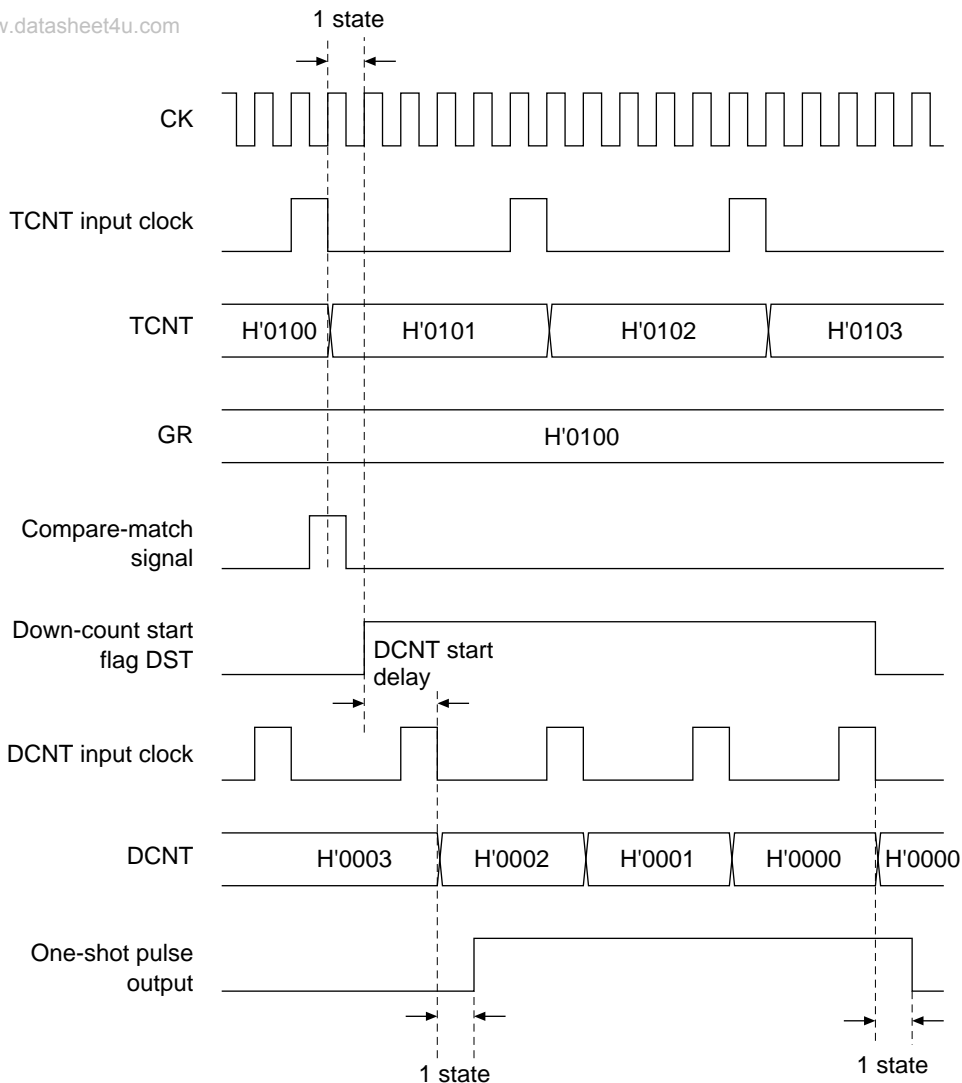 w.datasheet4u.com
1 state
CK
TCNT input clock
TCNT
H'0100
H'0101
H'0102
H'0103
GR
H'0100
Compare-match
signal
Down-count start
flag DST
DCNT start
delay
DCNT input clock
DCNT
H'0003
H'0002
H'0001
H'0000
H'0000
One-shot pulse
output
1 state
1 state